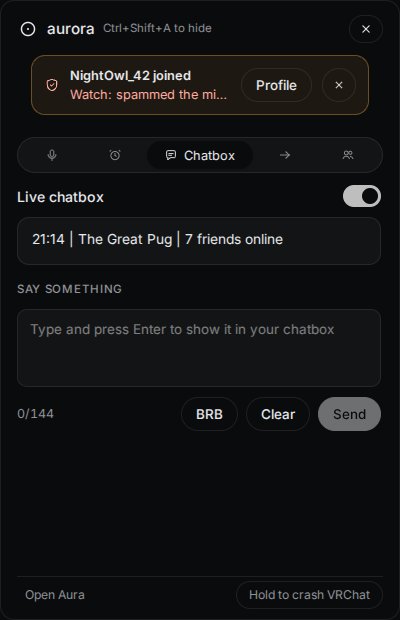 aurora Ctrl+Shift+A to hide
NightOwl_42 joined
Watch: spammed the mi...
Profile
Chatbox
Live chatbox
21:14 | The Great Pug | 7 friends online
SAY SOMETHING
Type and press Enter to show it in your chatbox
0/144
BRB
Clear
Send
Open Aura
Hold to crash VRChat